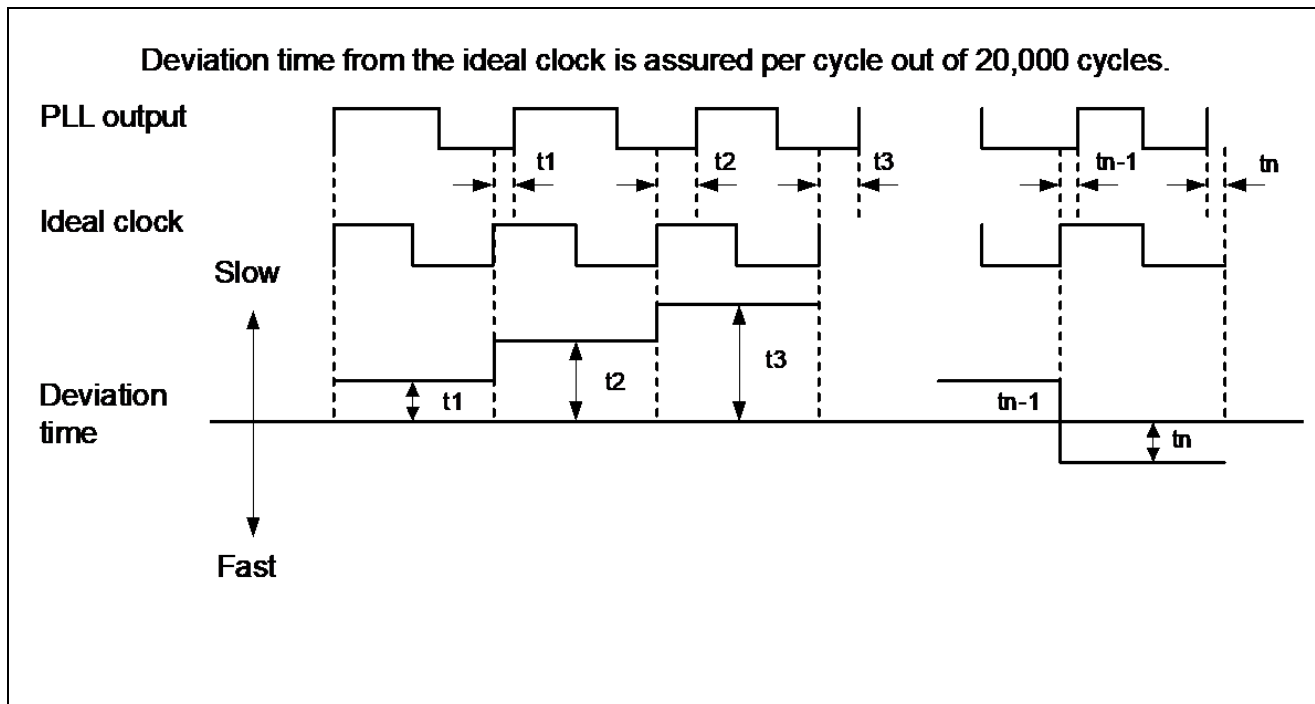 Deviation time from the ideal clock is assured per cycle out of 20,000 cycles.
PLL output
t1
t2
t3
tn-1
tn
Ideal clock
Slow
t1
t2
t3
tn-1
tn
Deviation
time
Fast